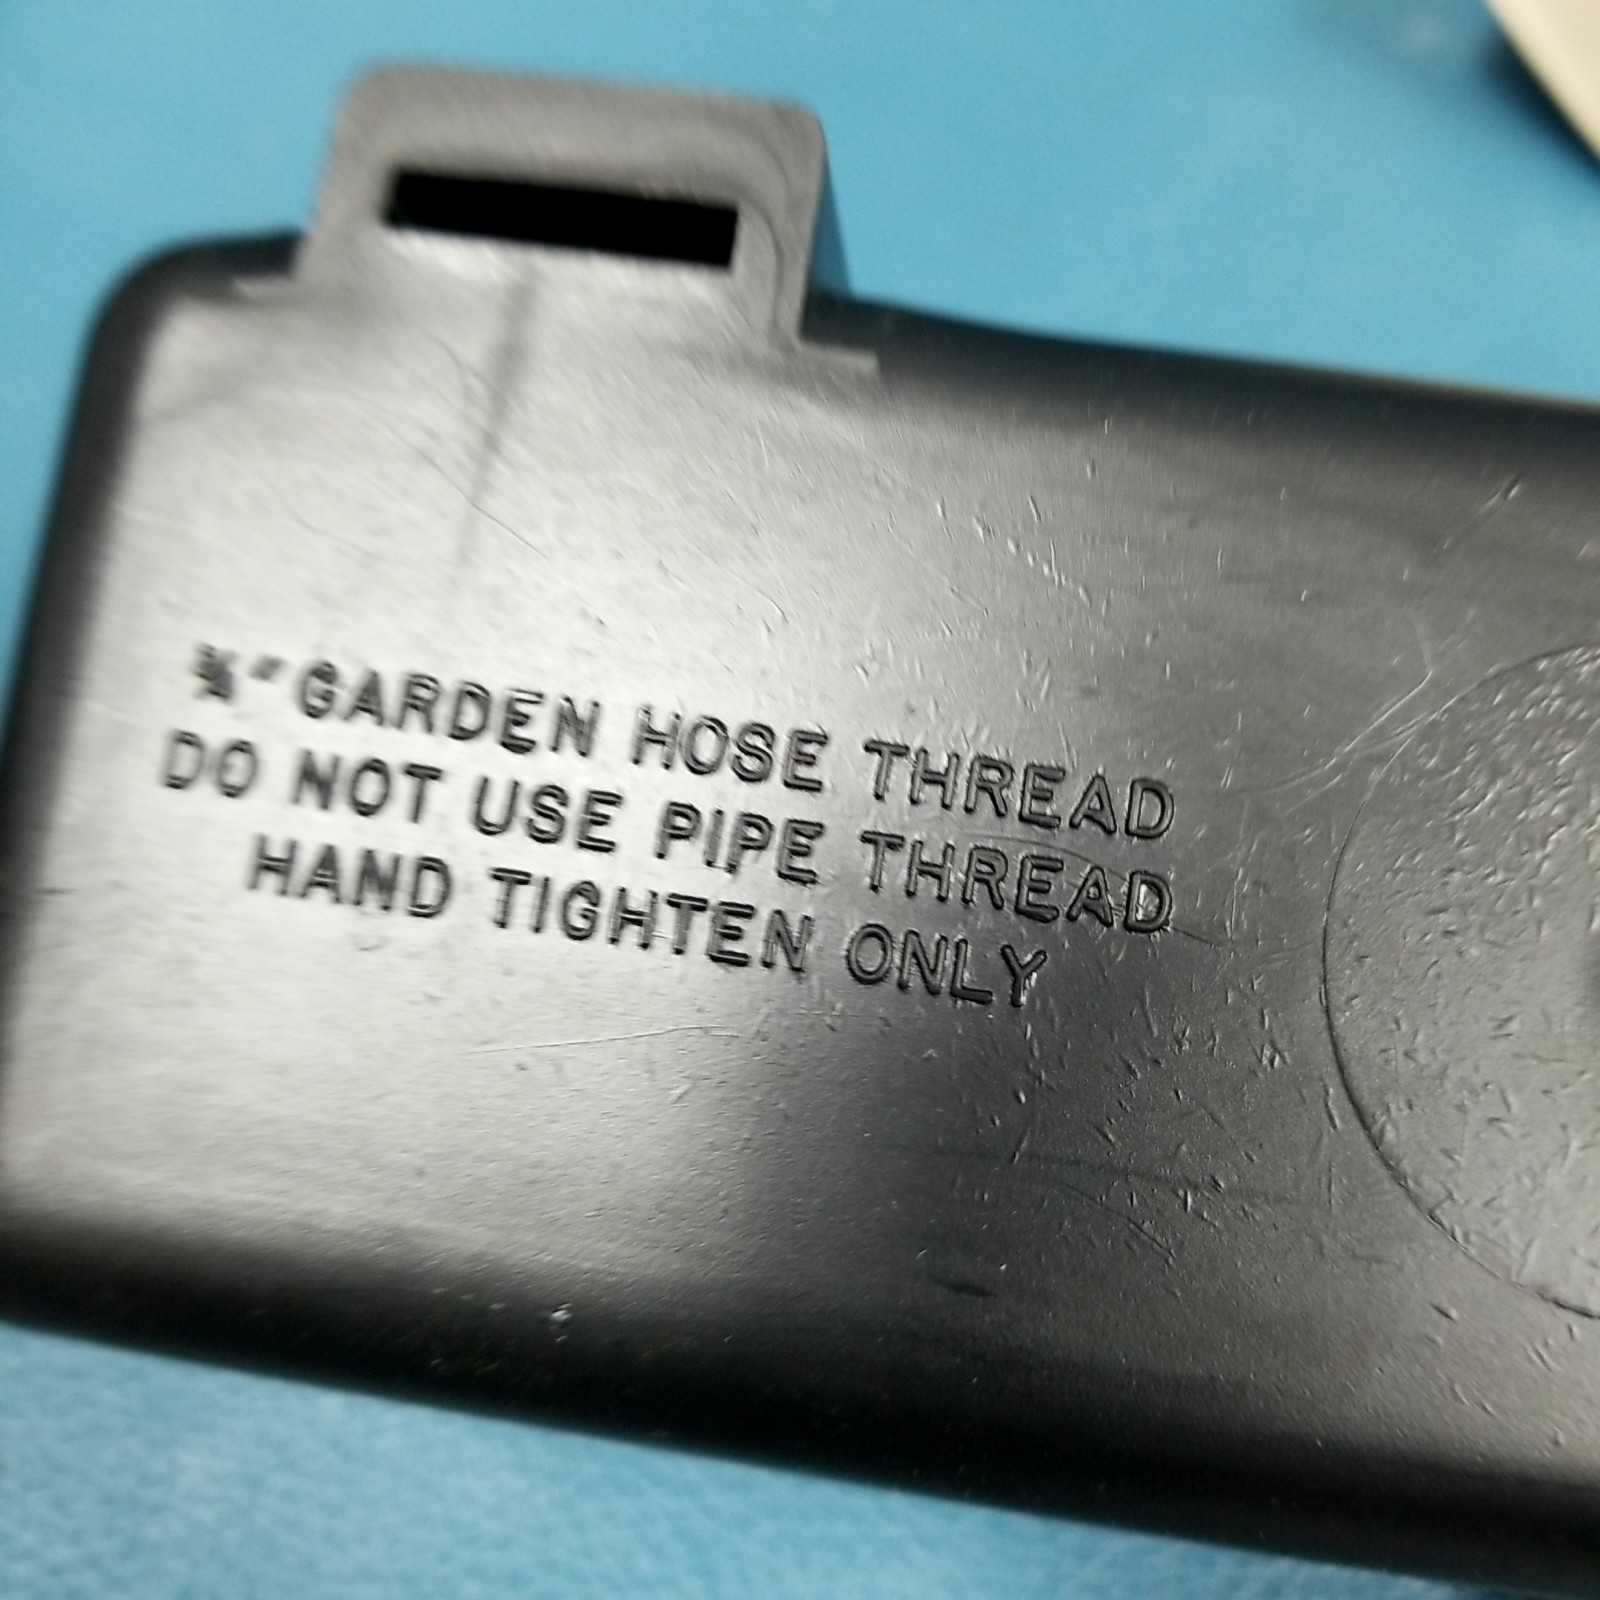 ¾" GARDEN HOSE THREAD
DO NOT USE PIPE THREAD
HAND TIGHTEN ONLY